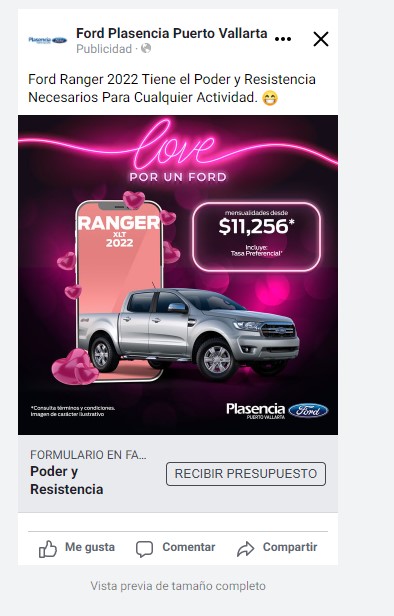 Plasencia Ford
Ford Plasencia Puerto Vallarta
Publicidad ·
Ford Ranger 2022 Tiene el Poder y Resistencia
Necesarios Para Cualquier Actividad. 😁
love
POR UN FORD
RANGER
XLT
2022
mensualidades desde
$11,256*
Incluye:
Tasa Preferencial*
*Consulta términos y condiciones.
Imagen de carácter ilustrativo
Plasencia Ford
PUERTO VALLARTA
FORMULARIO EN FA...
Poder y
Resistencia
RECIBIR PRESUPUESTO
Me gusta
Comentar
Compartir
Vista previa de tamaño completo